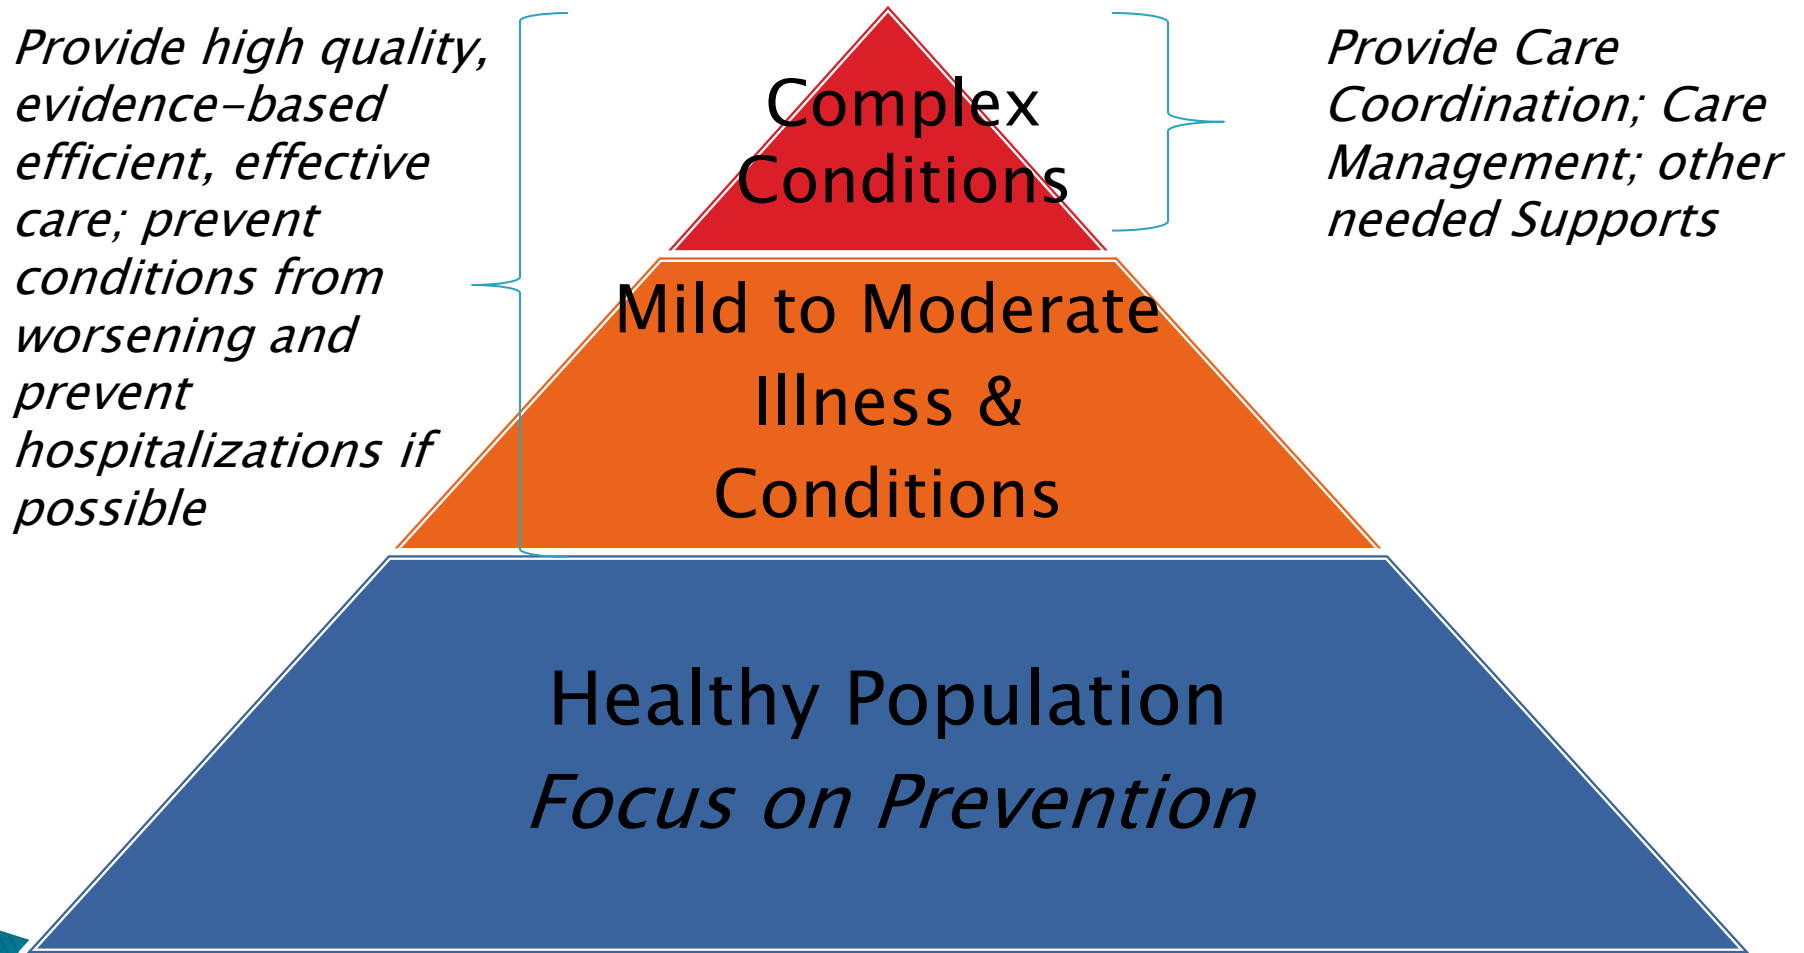 Provide high quality,
evidence-based
efficient, effective
care; prevent
conditions from
worsening and
prevent
hospitalizations if
possible
Complex
Conditions
Provide Care
Coordination; Care
Management; other
needed Supports
Mild to Moderate
Illness &
Conditions
Healthy Population
Focus on Prevention